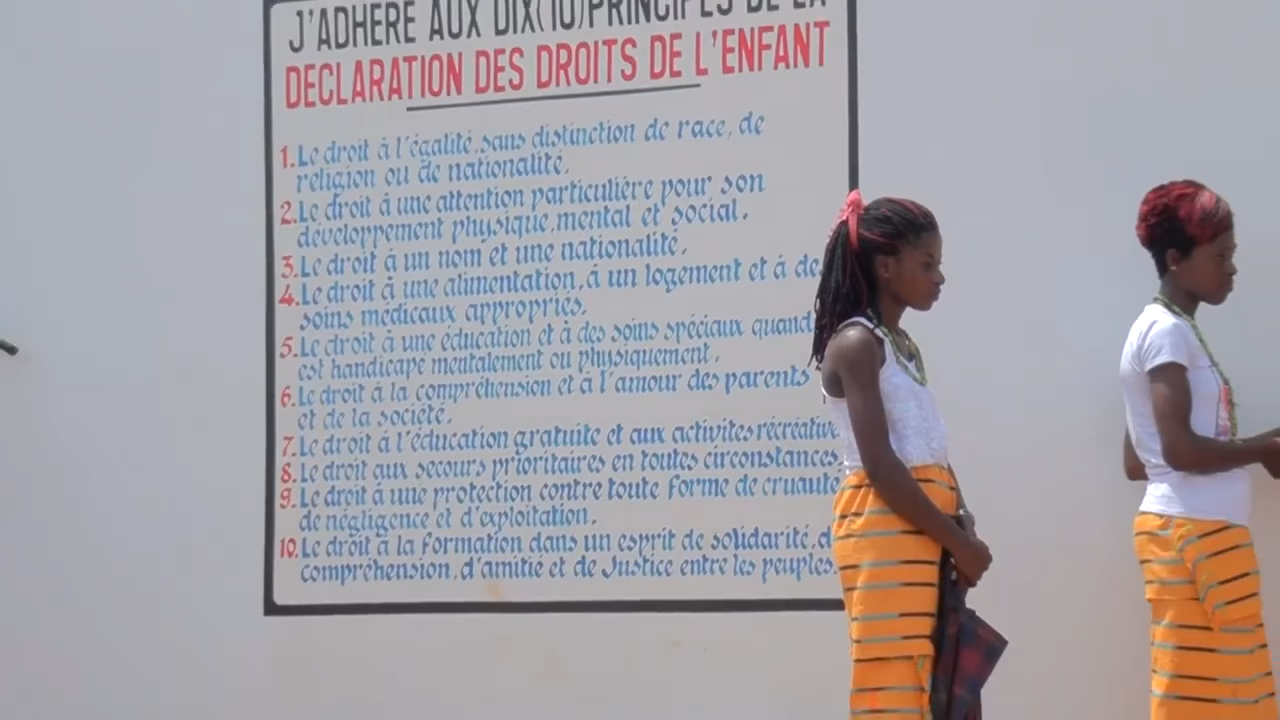 J'ADHERE AUX DIX(10)PRINCIPES DE LA
DECLARATION DES DROITS DE L'ENFANT
1. Le droit à l'égalité, sans distinction de race, de
religion ou de nationalité.
2. Le droit à une attention particulière pour son
développement physique, mental et social.
3. Le droit à un nom et une nationalité.
4. Le droit à une alimentation, à un logement et à de
soins médicaux appropriés.
5. Le droit à une éducation et à des soins spéciaux quand
est handicapé mentalement ou physiquement.
6. Le droit à la compréhension et à l'amour des parents
et de la société.
7. Le droit à l'éducation gratuite et aux activités récréative
8. Le droit aux secours prioritaires en toutes circonstances
9. Le droit à une protection contre toute forme de cruauté
de négligence et d'exploitation.
10. Le droit à la formation dans un esprit de solidarité, d
compréhension, d'amitié et de Justice entre les peuples.